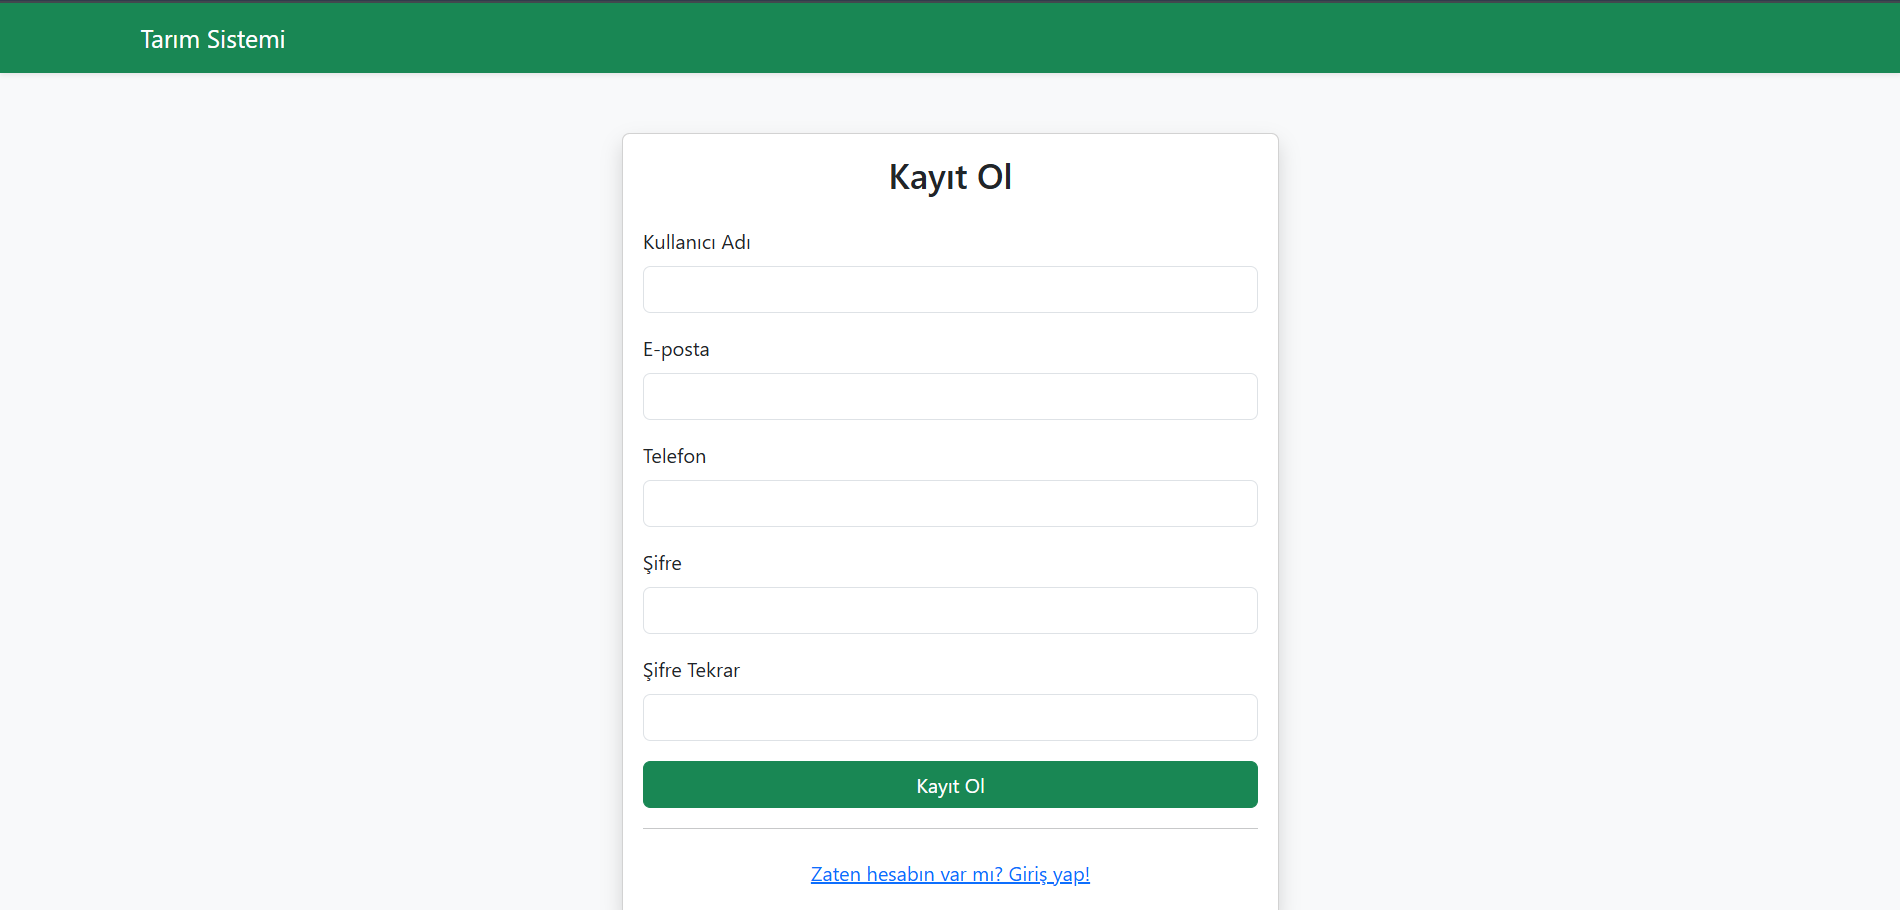 Tarım Sistemi
Kayıt Ol
Kullanıcı Adı
E-posta
Telefon
Şifre
Şifre Tekrar
Kayıt Ol
Zaten hesabın var mı? Giriş yap!